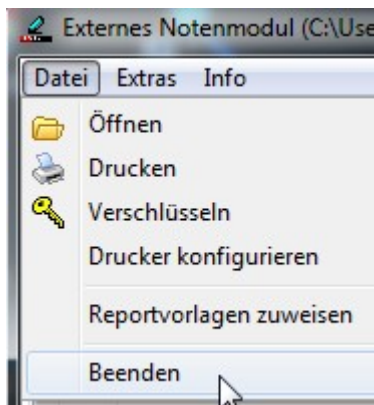 Externes Notenmodul (C:\Use
Datei Extras Info
Öffnen
Drucken
Verschlüsseln
Drucker konfigurieren
Reportvorlagen zuweisen
Beenden